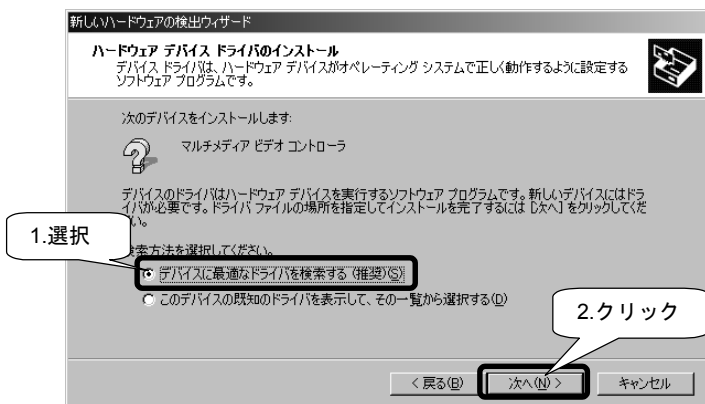 新しいハードウェアの検出ウィザード
ハードウェア デバイス ドライバのインストール
デバイス ドライバは、ハードウェア デバイスがオペレーティング システムで正しく動作するように設定する
ソフトウェア プログラムです。
次のデバイスをインストールします:
マルチメディア ビデオ コントローラ
デバイスのドライバはハードウェア デバイスを実行するソフトウェア プログラムです。新しいデバイスにはドラ
イバが必要です。ドライバ ファイルの場所を指定してインストールを完了するには [次へ] をクリックしてくだ
い。
1.選択
検索方法を選択してください。
デバイスに最適なドライバを検索する (推奨)(S)
このデバイスの既知のドライバを表示して、その一覧から選択する(D)
2.クリック
< 戻る(B)
次へ(N) >
キャンセル